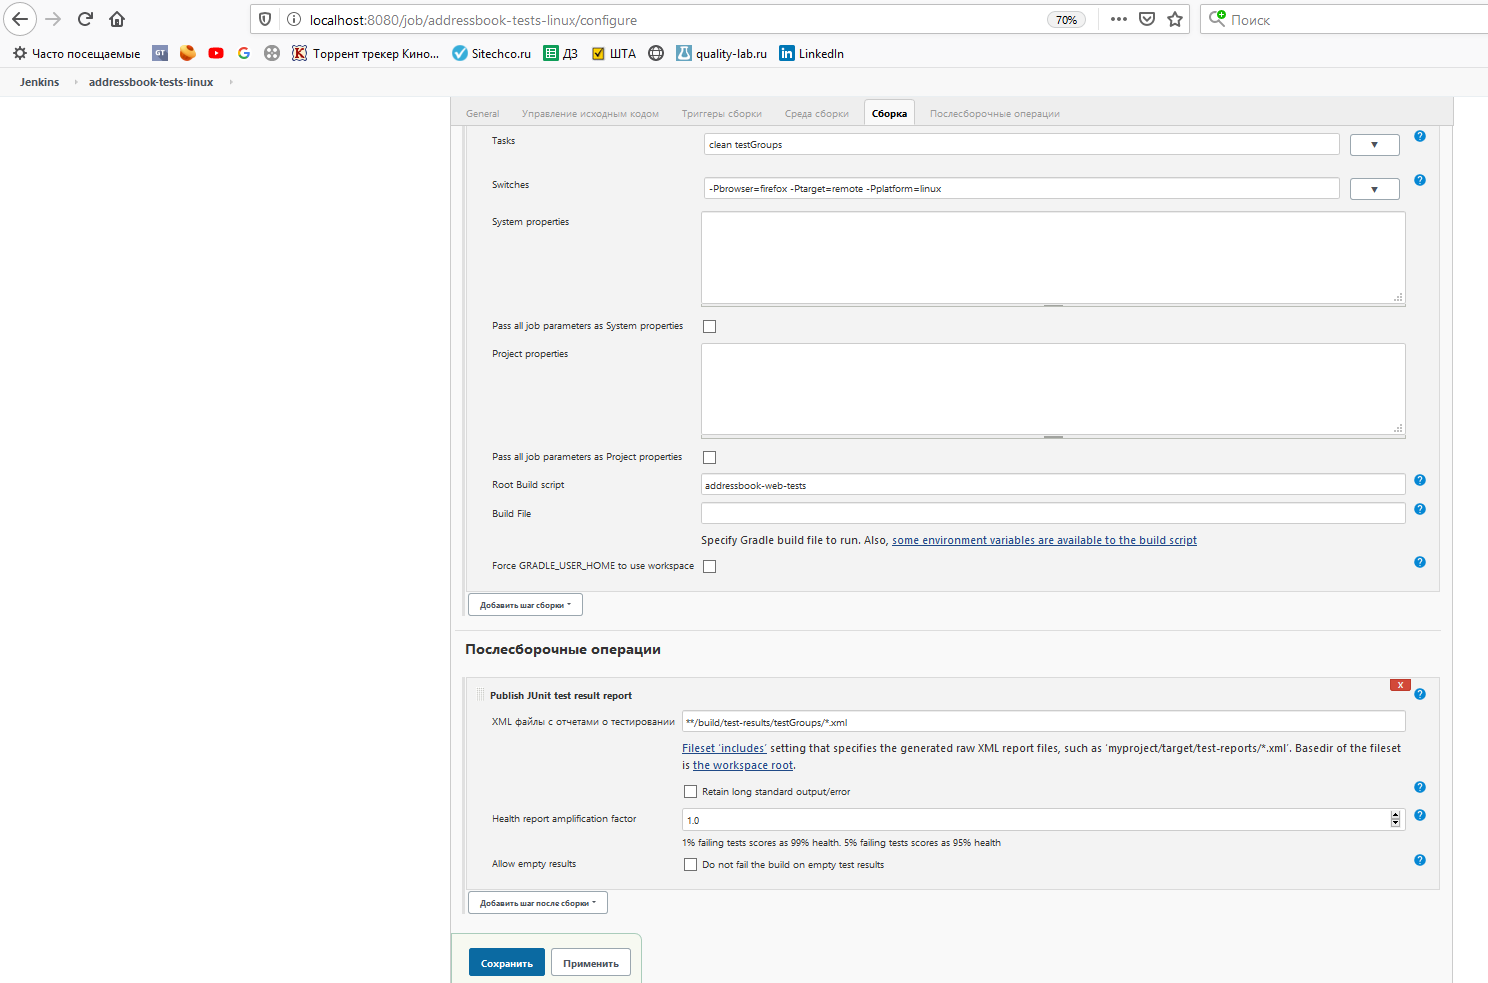 localhost:8080/job/addressbook-tests-linux/configure
70%
Поиск
Часто посещаемые
GT
Торрент трекер Кино...
Sitechco.ru
ДЗ
ШТА
quality-lab.ru
LinkedIn
Jenkins
addressbook-tests-linux
General
Управление исходным кодом
Триггеры сборки
Среда сборки
Сборка
Послесборочные операции
Tasks
clean testGroups
Switches
-Pbrowser=firefox -Ptarget=remote -Pplatform=linux
System properties
Pass all job parameters as System properties
Project properties
Pass all job parameters as Project properties
Root Build script
addressbook-web-tests
Build File
Specify Gradle build file to run. Also, some environment variables are available to the build script
Force GRADLE_USER_HOME to use workspace
Добавить шаг сборки
Послесборочные операции
X
Publish JUnit test result report
XML файлы с отчетами о тестировании
**/build/test-results/testGroups/*.xml
Fileset 'includes' setting that specifies the generated raw XML report files, such as 'myproject/target/test-reports/*.xml'. Basedir of the fileset
is the workspace root.
Retain long standard output/error
Health report amplification factor
1.0
1% failing tests scores as 99% health. 5% failing tests scores as 95% health
Allow empty results
Do not fail the build on empty test results
Добавить шаг после сборки
Сохранить
Применить